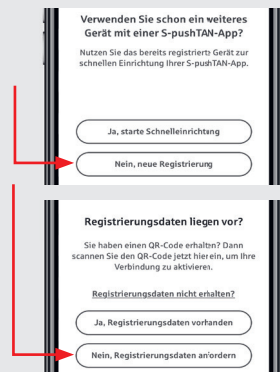 Verwenden Sie schon ein weiteres
Gerät mit einer S-pushTAN-App?
Nutzen Sie das bereits registrierte Gerät zur
schnellen Einrichtung Ihrer S-pushTAN-App.
Ja, starte Schnelleinrichtung
Nein, neue Registrierung
Registrierungsdaten liegen vor?
Sie haben einen QR-Code erhalten? Dann
scannen Sie den QR-Code jetzt hier ein, um Ihre
Verbindung zu aktivieren.
Registrierungsdaten nicht erhalten?
Ja, Registrierungsdaten vorhanden
Nein, Registrierungsdaten anfordern